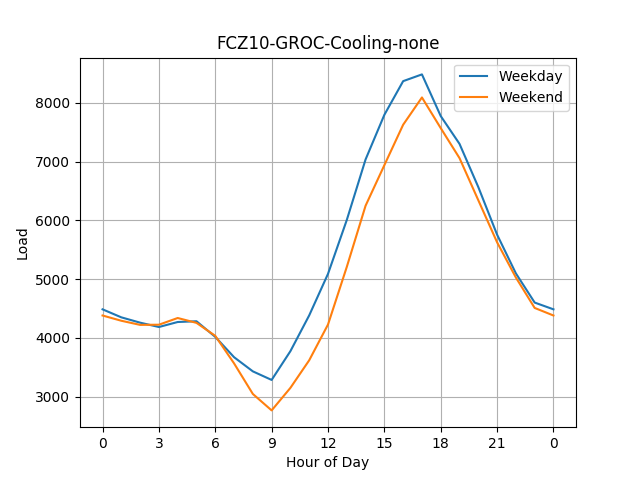 FCZ10-GROC-Cooling-none
Weekday
Weekend
Load
8000
7000
6000
5000
4000
3000
0 3 6 9 12 15 18 21 0
Hour of Day